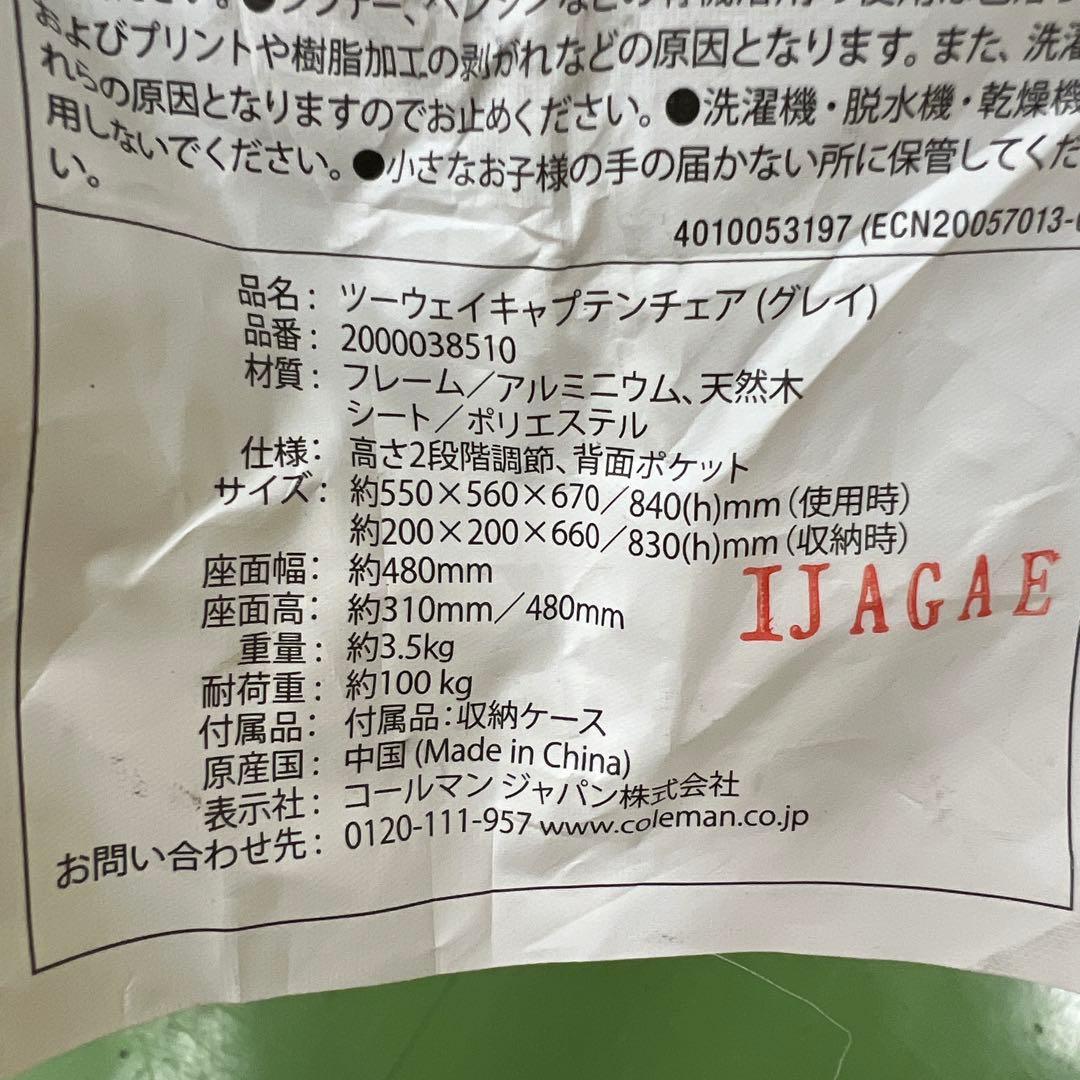 およびプリントや樹脂加工の剥がれなどの原因となります。また、洗濯
れらの原因となりますのでお止めください。●洗濯機・脱水機・乾燥機
用しないでください。●小さなお子様の手の届かない所に保管してくだ
い。
4010053197 (ECN20057013-
品名： ツーウェイキャプテンチェア (グレイ)
品番： 2000038510
材質： フレーム／アルミニウム、天然木
シート／ポリエステル
仕様： 高さ2段階調節、背面ポケット
サイズ： 約550×560×670／840(h)mm（使用時）
約200×200×660／830(h)mm（収納時）
座面幅： 約480mm
座面高： 約310mm／480mm
重量： 約3.5kg
耐荷重： 約100 kg
付属品： 付属品：収納ケース
原産国： 中国 (Made in China)
表示社： コールマン ジャパン株式会社
お問い合わせ先： 0120-111-957 www.coleman.co.jp
IJAGAE